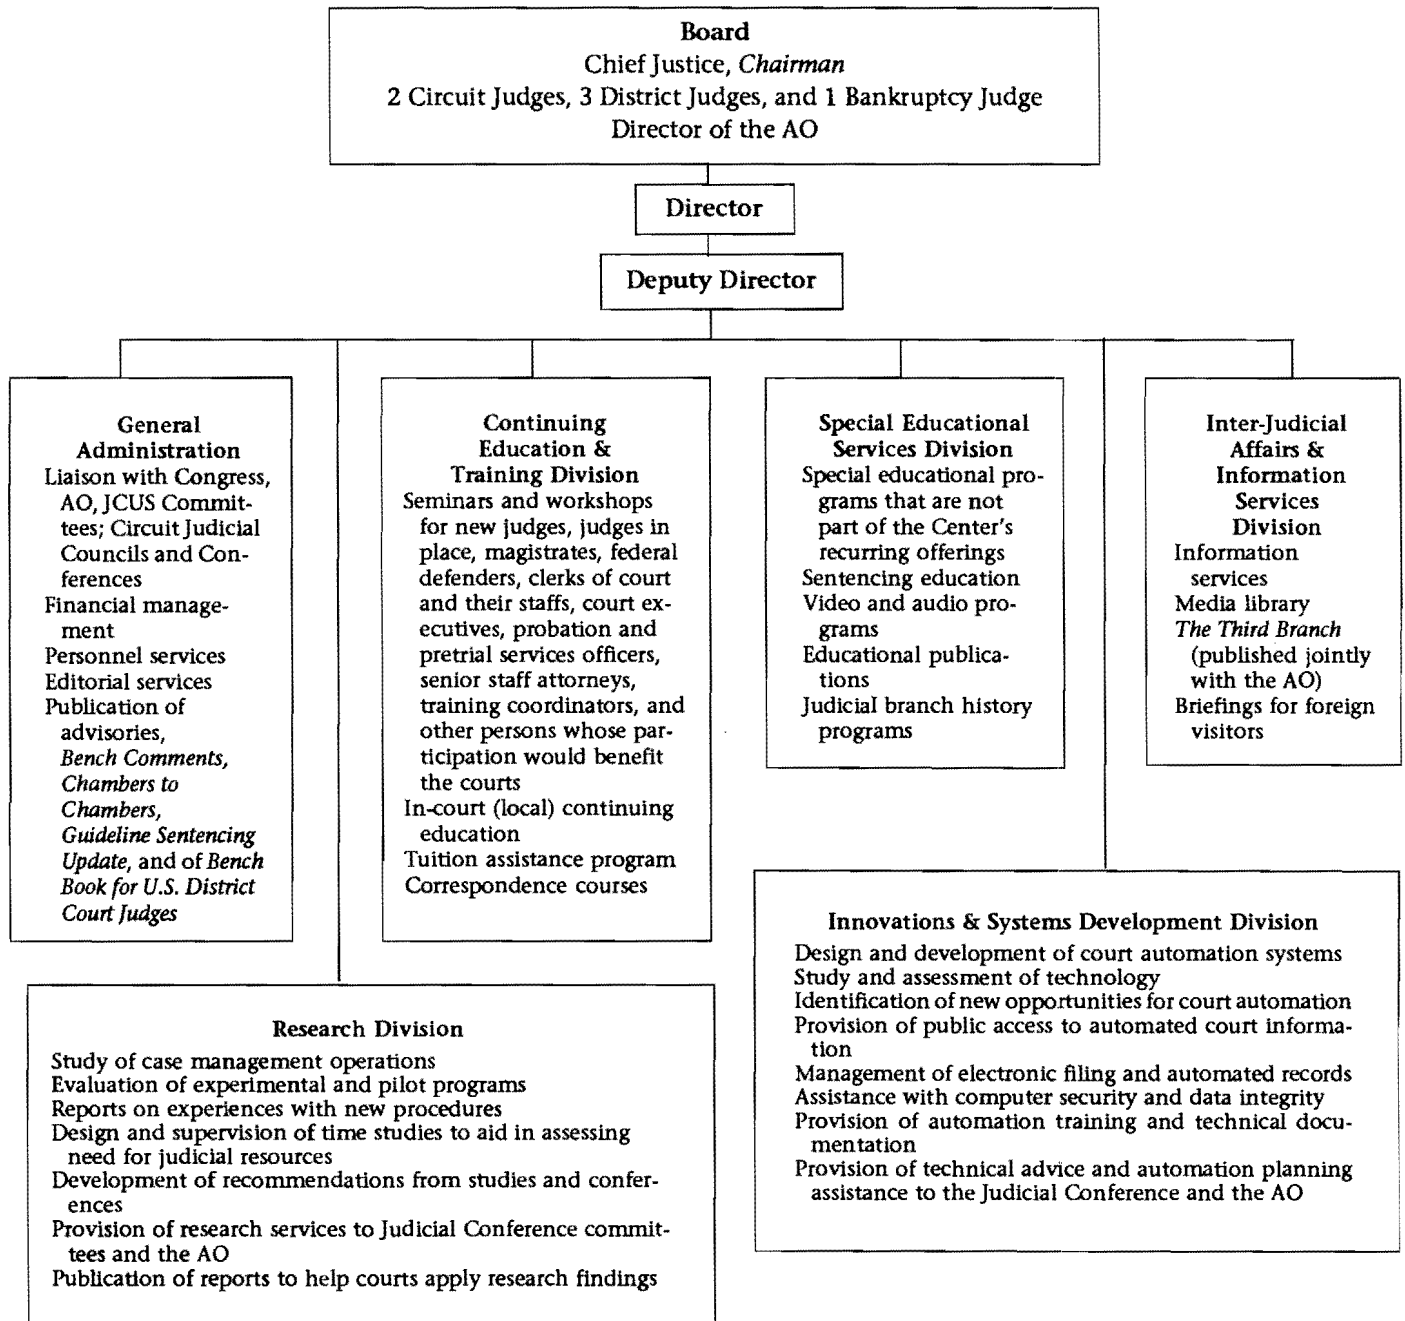 Board
Chief Justice, Chairman
2 Circuit Judges, 3 District Judges, and 1 Bankruptcy Judge
Director of the AO
Director
Deputy Director
General
Administration
Liaison with Congress,
AO, JCUS Commit-
tees; Circuit Judicial
Councils and Con-
ferences
Financial manage-
ment
Personnel services
Editorial services
Publication of
advisories,
Bench Comments,
Chambers to
Chambers,
Guideline Sentencing
Update, and of Bench
Book for U.S. District
Court Judges
Continuing
Education &
Training Division
Seminars and workshops
for new judges, judges in
place, magistrates, federal
defenders, clerks of court
and their staffs, court ex-
ecutives, probation and
pretrial services officers,
senior staff attorneys,
training coordinators, and
other persons whose par-
ticipation would benefit
the courts
In-court (local) continuing
education
Tuition assistance program
Correspondence courses
Special Educational
Services Division
Special educational pro-
grams that are not
part of the Center's
recurring offerings
Sentencing education
Video and audio pro-
grams
Educational publica-
tions
Judicial branch history
programs
Inter-Judicial
Affairs &
Information
Services
Division
Information
services
Media library
The Third Branch
(published jointly
with the AO)
Briefings for foreign
visitors
Research Division
Study of case management operations
Evaluation of experimental and pilot programs
Reports on experiences with new procedures
Design and supervision of time studies to aid in assessing
need for judicial resources
Development of recommendations from studies and confer-
ences
Provision of research services to Judicial Conference commit-
tees and the AO
Publication of reports to help courts apply research findings
Innovations & Systems Development Division
Design and development of court automation systems
Study and assessment of technology
Identification of new opportunities for court automation
Provision of public access to automated court informa-
tion
Management of electronic filing and automated records
Assistance with computer security and data integrity
Provision of automation training and technical docu-
mentation
Provision of technical advice and automation planning
assistance to the Judicial Conference and the AO